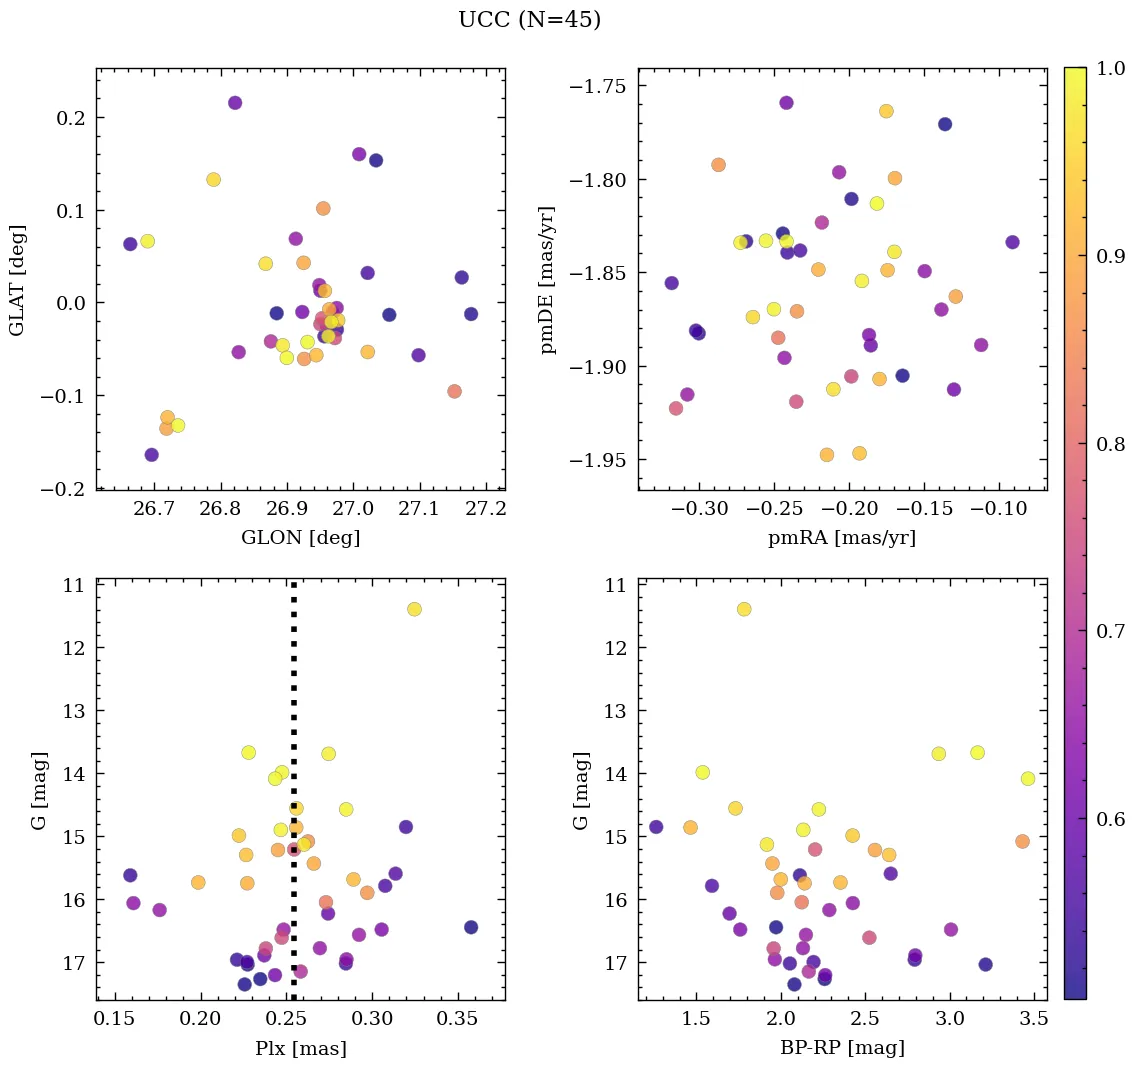 UCC (N=45)
0.2
0.1
0.0
−0.1
−0.2
GLAT [deg]
26.7 26.8 26.9 27.0 27.1 27.2
GLON [deg]
−1.75
−1.80
−1.85
−1.90
−1.95
pmDE [mas/yr]
−0.30 −0.25 −0.20 −0.15 −0.10
pmRA [mas/yr]
11
12
13
14
15
16
17
G [mag]
0.15 0.20 0.25 0.30 0.35
Plx [mas]
11
12
13
14
15
16
17
G [mag]
1.5 2.0 2.5 3.0 3.5
BP-RP [mag]
1.0
0.9
0.8
0.7
0.6